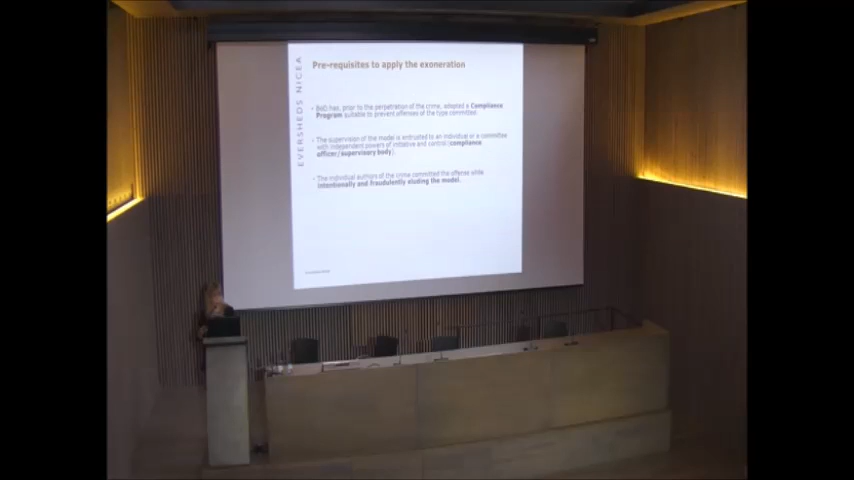 EVERSHEDS NICEA
Pre-requisites to apply the exoneration
- BoD has, prior to the perpetration of the crime, adopted a Compliance
Program suitable to prevent offenses of the type committed.
- The supervision of the model is entrusted to an individual or a committee
with independent powers of initiative and control (compliance
officer/supervisory body).
- The individual authors of the crime committed the offense while
intentionally and fraudulently eluding the model.